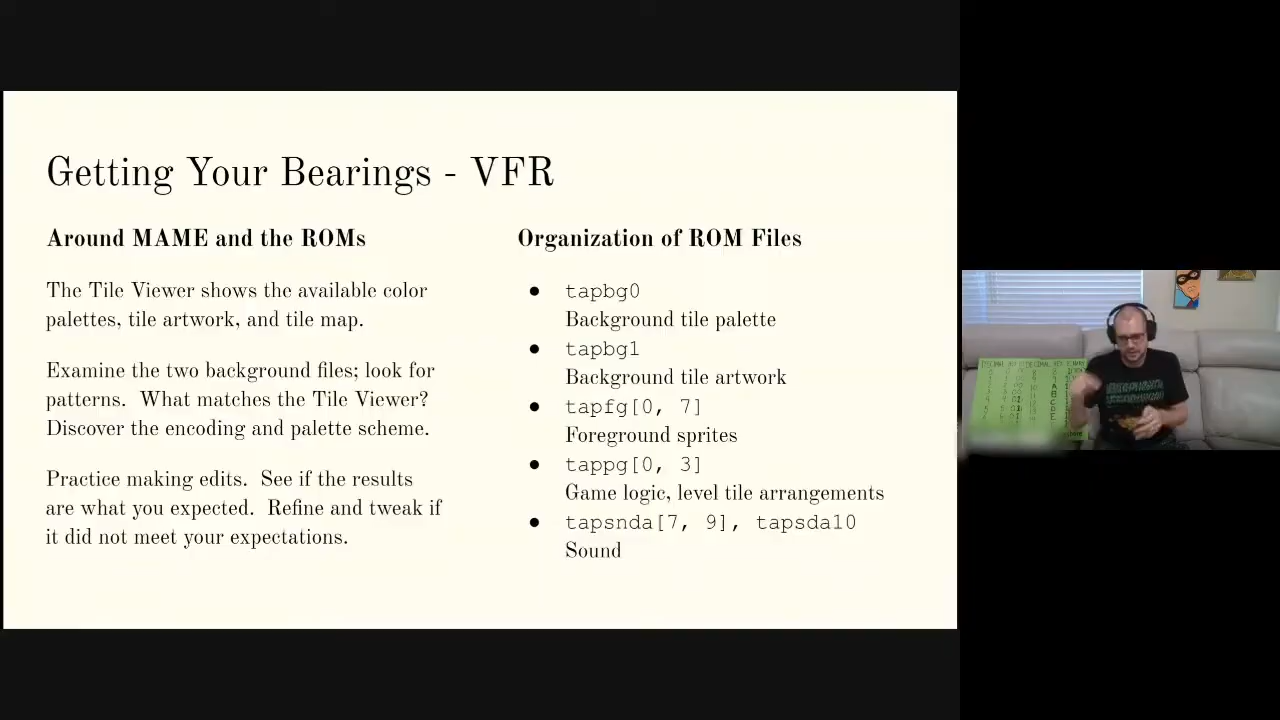 Getting Your Bearings - VFR
Around MAME and the ROMs
The Tile Viewer shows the available color
palettes, tile artwork, and tile map.
Examine the two background files; look for
patterns.  What matches the Tile Viewer?
Discover the encoding and palette scheme.
Practice making edits.  See if the results
are what you expected.  Refine and tweak if
it did not meet your expectations.
Organization of ROM Files
● tapbg0
Background tile palette
● tapbg1
Background tile artwork
● tapfg[0, 7]
Foreground sprites
● tappg[0, 3]
Game logic, level tile arrangements
● tapsnda[7, 9], tapsda10
Sound